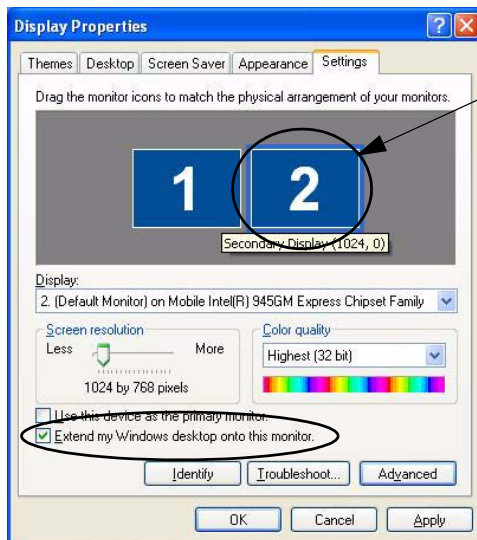 Display Properties
Themes Desktop Screen Saver Appearance Settings
Drag the monitor icons to match the physical arrangement of your monitors.
1 2
Secondary Display (1024, 0)
Display:
2. (Default Monitor) on Mobile Intel(R) 945GM Express Chipset Family
Screen resolution Color quality
Less More Highest (32 bit)
1024 by 768 pixels
Use this device as the primary monitor.
Extend my Windows desktop onto this monitor.
Identify Troubleshoot... Advanced
OK Cancel Apply